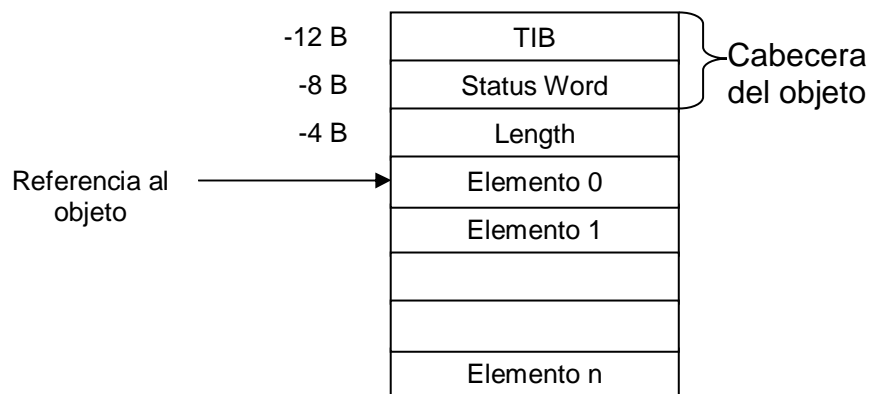 -12 B
TIB
-8 B
Status Word
Cabecera
del objeto
-4 B
Length
Referencia al
objeto
Elemento 0
Elemento 1
Elemento n